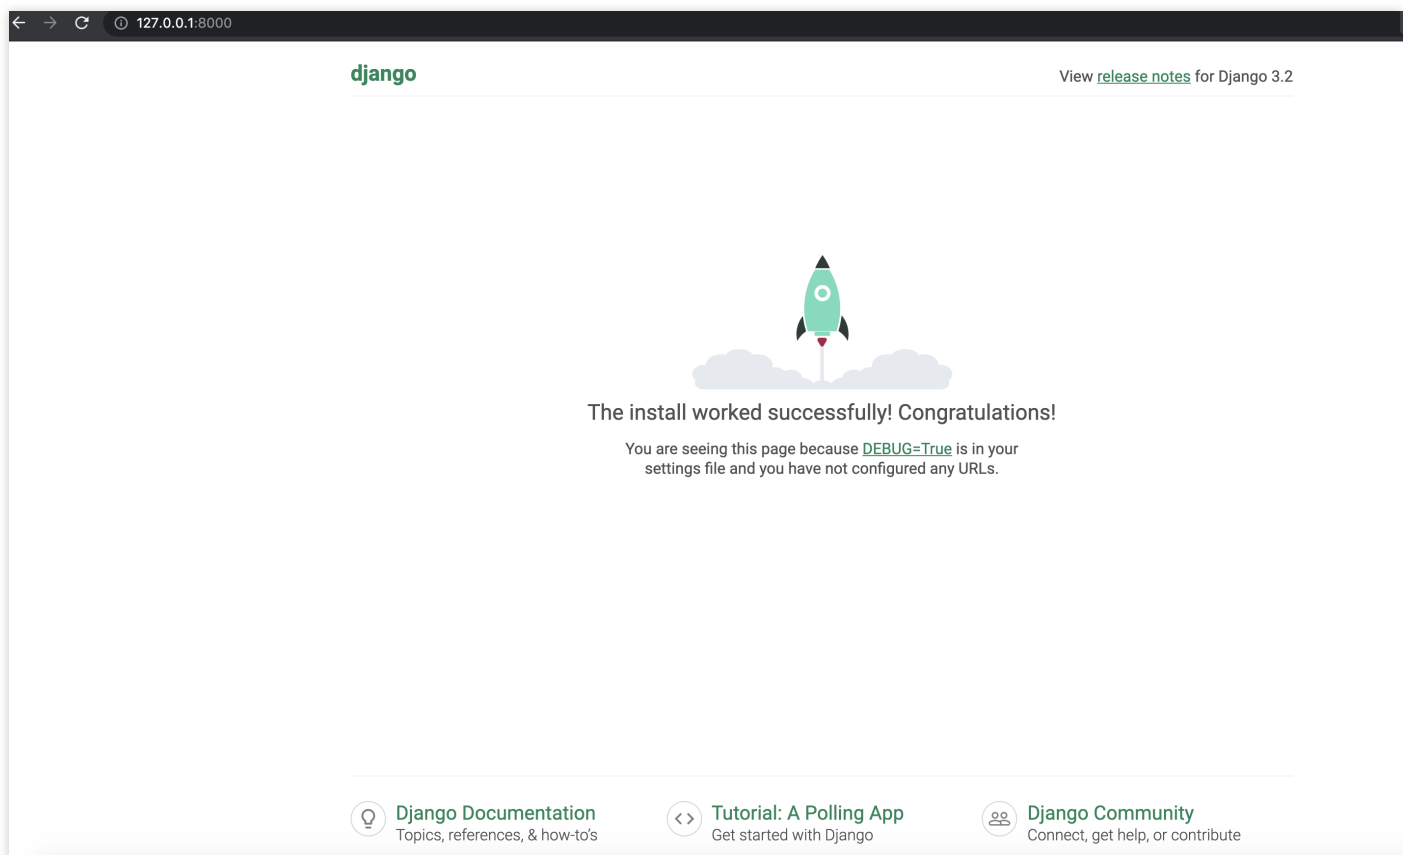 127.0.0.1:8000
django
View release notes for Django 3.2
The install worked successfully! Congratulations!
You are seeing this page because DEBUG=True is in your
settings file and you have not configured any URLs.
Django Documentation
Topics, references, & how-to's
Tutorial: A Polling App
Get started with Django
Django Community
Connect, get help, or contribute